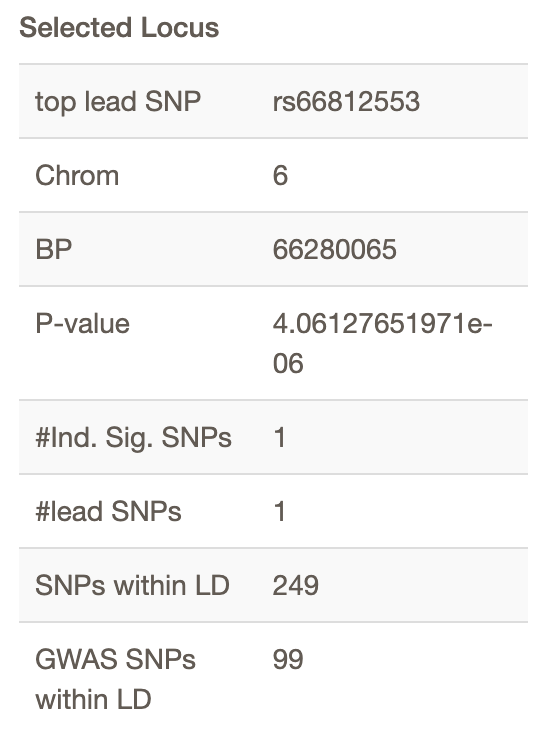 Selected Locus
top lead SNP rs66812553
Chrom 6
BP 66280065
P-value 4.06127651971e-
06
#Ind. Sig. SNPs 1
#lead SNPs 1
SNPs within LD 249
GWAS SNPs 99
within LD